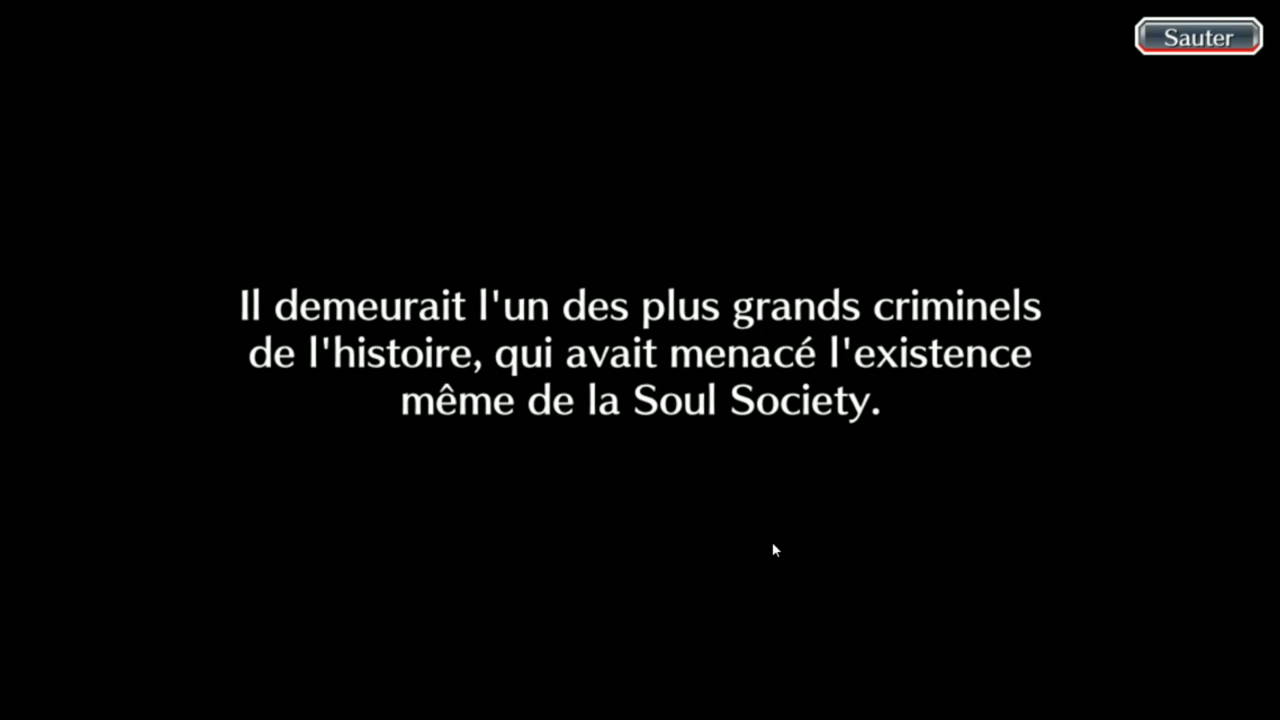 Sauter
Il demeurait l'un des plus grands criminels
de l'histoire, qui avait menacé l'existence
même de la Soul Society.